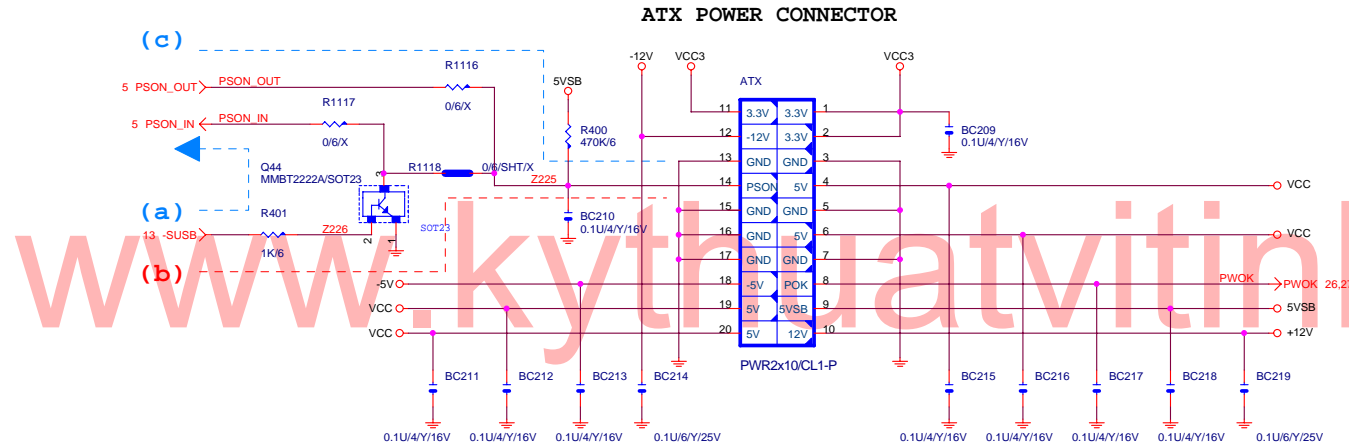 ATX POWER CONNECTOR
(c)
-12V
VCC3
VCC3
R1116
5VSB
ATX
5 PSON_OUT
PSON_OUT
0/6/X
R1117
11 3.3V 3.3V 1
5 PSON_IN
PSON_IN
R400
470K/6
12 -12V 3.3V 2
BC209
0.1U/4/Y/16V
0/6/X
Q44
MMBT2222A/SOT23
3
R1118
0/6/SHT/X
13 GND GND 3
Z225
14 PSON 5V 4
VCC
(a)
R401
BC210
0.1U/4/Y/16V
15 GND GND 5
13 -SUSB
Z226
2
1
SOT23
16 GND 5V 6
VCC
1K/6
17 GND GND 7
(b)
-5V
18 -5V POK 8
PWOK
PWOK 26,27
VCC
19 5V 5VSB 9
5VSB
VCC
20 5V 12V 10
+12V
PWR2x10/CL1-P
BC211
BC212
BC213
BC214
BC215
BC216
BC217
BC218
BC219
0.1U/4/Y/16V
0.1U/4/Y/16V
0.1U/4/Y/16V
0.1U/6/Y/25V
0.1U/4/Y/16V
0.1U/4/Y/16V
0.1U/4/Y/16V
0.1U/4/Y/16V
0.1U/6/Y/25V